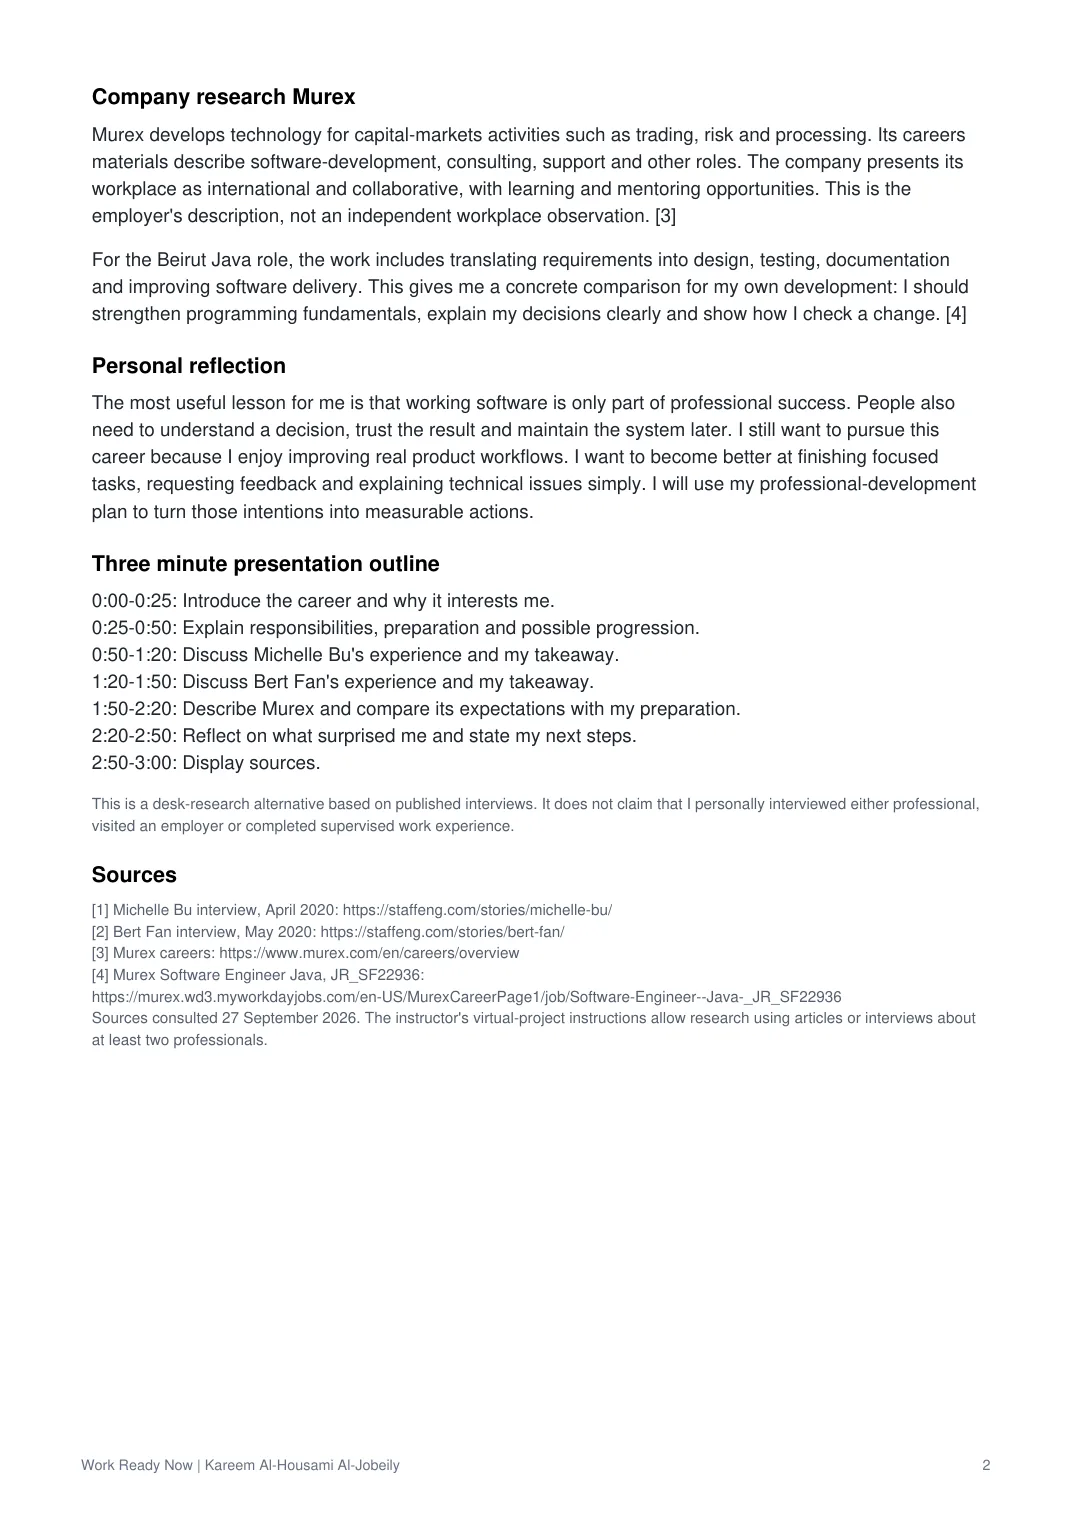 Company research Murex
Murex develops technology for capital-markets activities such as trading, risk and processing. Its careers
materials describe software-development, consulting, support and other roles. The company presents its
workplace as international and collaborative, with learning and mentoring opportunities. This is the
employer's description, not an independent workplace observation. [3]
For the Beirut Java role, the work includes translating requirements into design, testing, documentation
and improving software delivery. This gives me a concrete comparison for my own development: I should
strengthen programming fundamentals, explain my decisions clearly and show how I check a change. [4]
Personal reflection
The most useful lesson for me is that working software is only part of professional success. People also
need to understand a decision, trust the result and maintain the system later. I still want to pursue this
career because I enjoy improving real product workflows. I want to become better at finishing focused
tasks, requesting feedback and explaining technical issues simply. I will use my professional-development
plan to turn those intentions into measurable actions.
Three minute presentation outline
0:00-0:25: Introduce the career and why it interests me.
0:25-0:50: Explain responsibilities, preparation and possible progression.
0:50-1:20: Discuss Michelle Bu's experience and my takeaway.
1:20-1:50: Discuss Bert Fan's experience and my takeaway.
1:50-2:20: Describe Murex and compare its expectations with my preparation.
2:20-2:50: Reflect on what surprised me and state my next steps.
2:50-3:00: Display sources.
This is a desk-research alternative based on published interviews. It does not claim that I personally interviewed either professional,
visited an employer or completed supervised work experience.
Sources
[1] Michelle Bu interview, April 2020: https://staffeng.com/stories/michelle-bu/
[2] Bert Fan interview, May 2020: https://staffeng.com/stories/bert-fan/
[3] Murex careers: https://www.murex.com/en/careers/overview
[4] Murex Software Engineer Java, JR_SF22936:
https://murex.wd3.myworkdayjobs.com/en-US/MurexCareerPage1/job/Software-Engineer--Java-_JR_SF22936
Sources consulted 27 September 2026. The instructor's virtual-project instructions allow research using articles or interviews about
at least two professionals.
Work Ready Now | Kareem Al-Housami Al-Jobeily
2